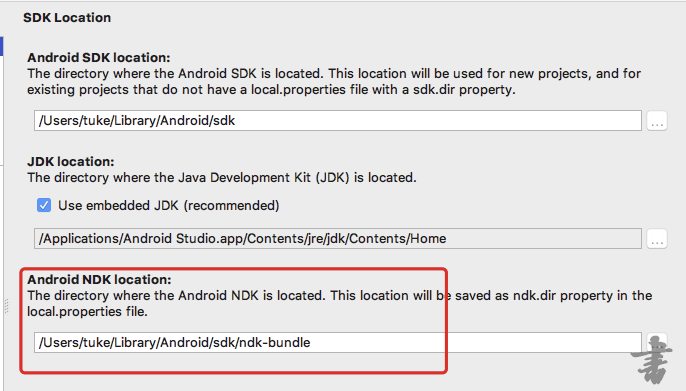 SDK Location
Android SDK location:
The directory where the Android SDK is located. This location will be used for new projects, and for
existing projects that do not have a local.properties file with a sdk.dir property.
/Users/tuke/Library/Android/sdk
...
JDK location:
The directory where the Java Development Kit (JDK) is located.
Use embedded JDK (recommended)
/Applications/Android Studio.app/Contents/jre/jdk/Contents/Home
...
Android NDK location:
The directory where the Android NDK is located. This location will be saved as ndk.dir property in the
local.properties file.
/Users/tuke/Library/Android/sdk/ndk-bundle